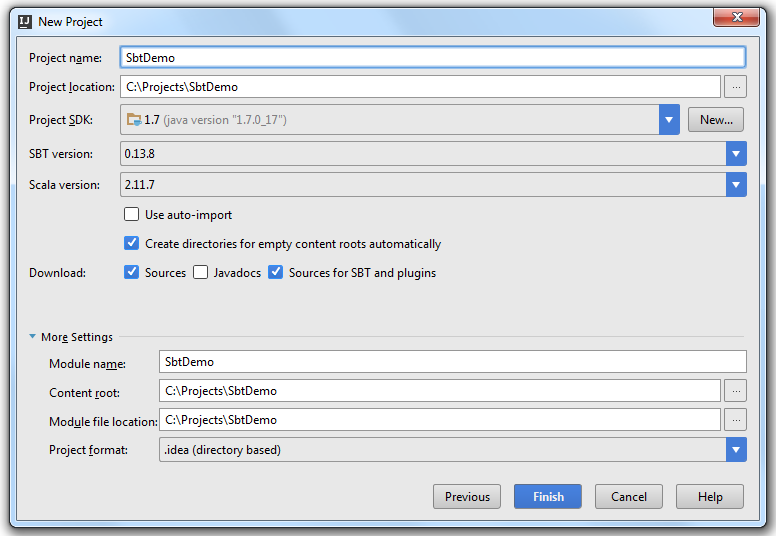 New Project
Project name: SbtDemo
Project location: C:\Projects\SbtDemo ...
Project SDK: 1.7 (java version "1.7.0_17") New...
SBT version: 0.13.8
Scala version: 2.11.7
Use auto-import
Create directories for empty content roots automatically
Download: Sources Javadocs Sources for SBT and plugins
More Settings
Module name: SbtDemo
Content root: C:\Projects\SbtDemo ...
Module file location: C:\Projects\SbtDemo ...
Project format: .idea (directory based)
Previous Finish Cancel Help